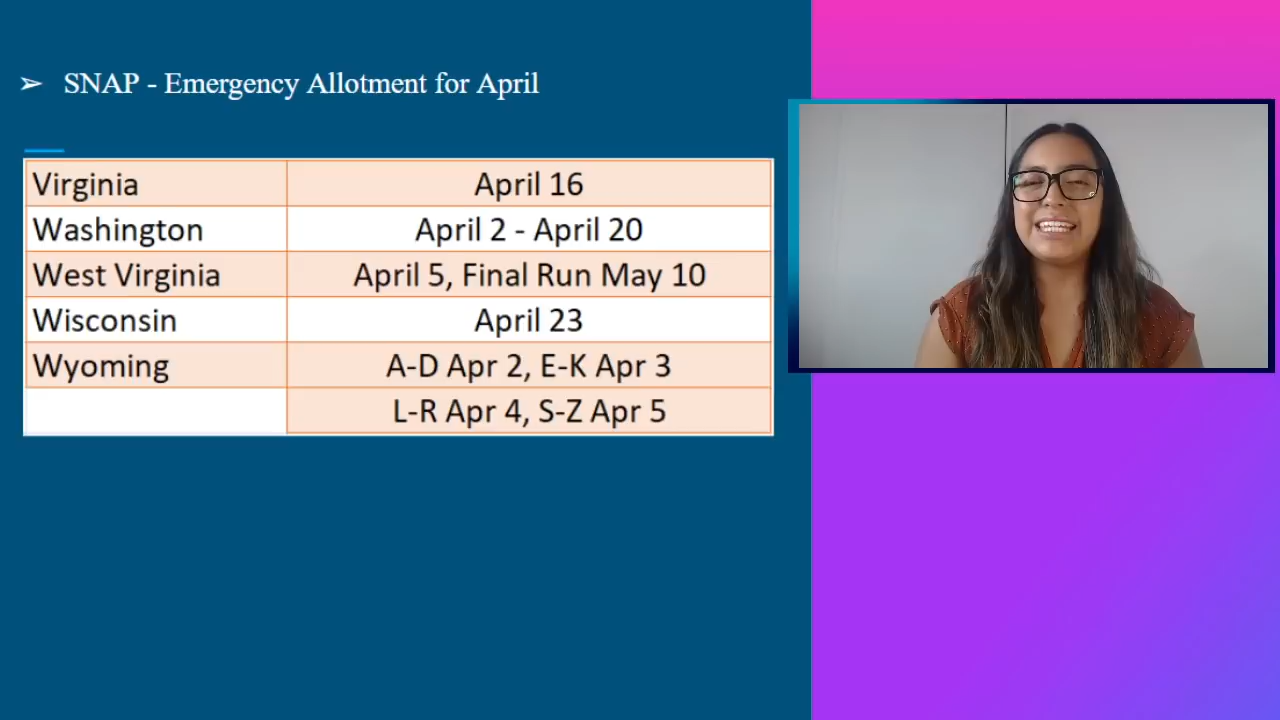 ➢ SNAP - Emergency Allotment for April
Virginia April 16
Washington April 2 - April 20
West Virginia April 5, Final Run May 10
Wisconsin April 23
Wyoming A-D Apr 2, E-K Apr 3
L-R Apr 4, S-Z Apr 5